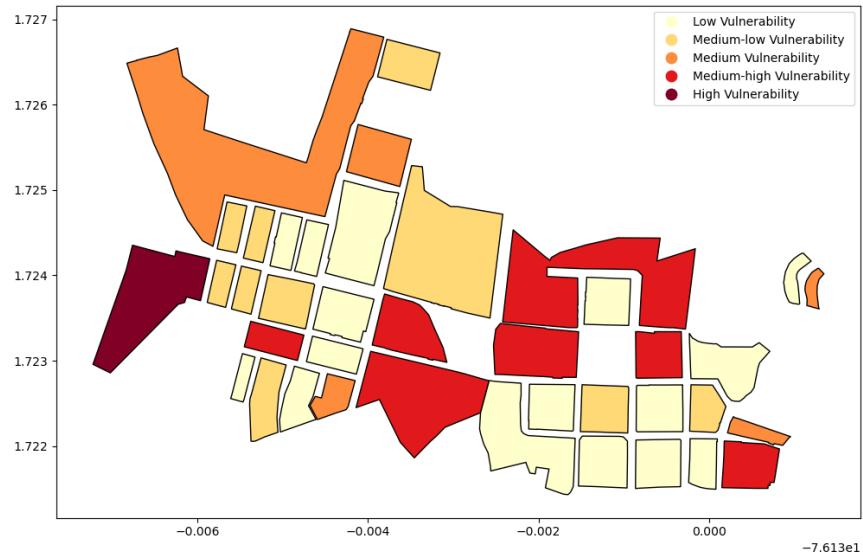 Low Vulnerability
Medium-low Vulnerability
Medium Vulnerability
Medium-high Vulnerability
High Vulnerability
1.727
1.726
1.725
1.724
1.723
1.722
−0.006 −0.004 −0.002 0.000
−7.613e1